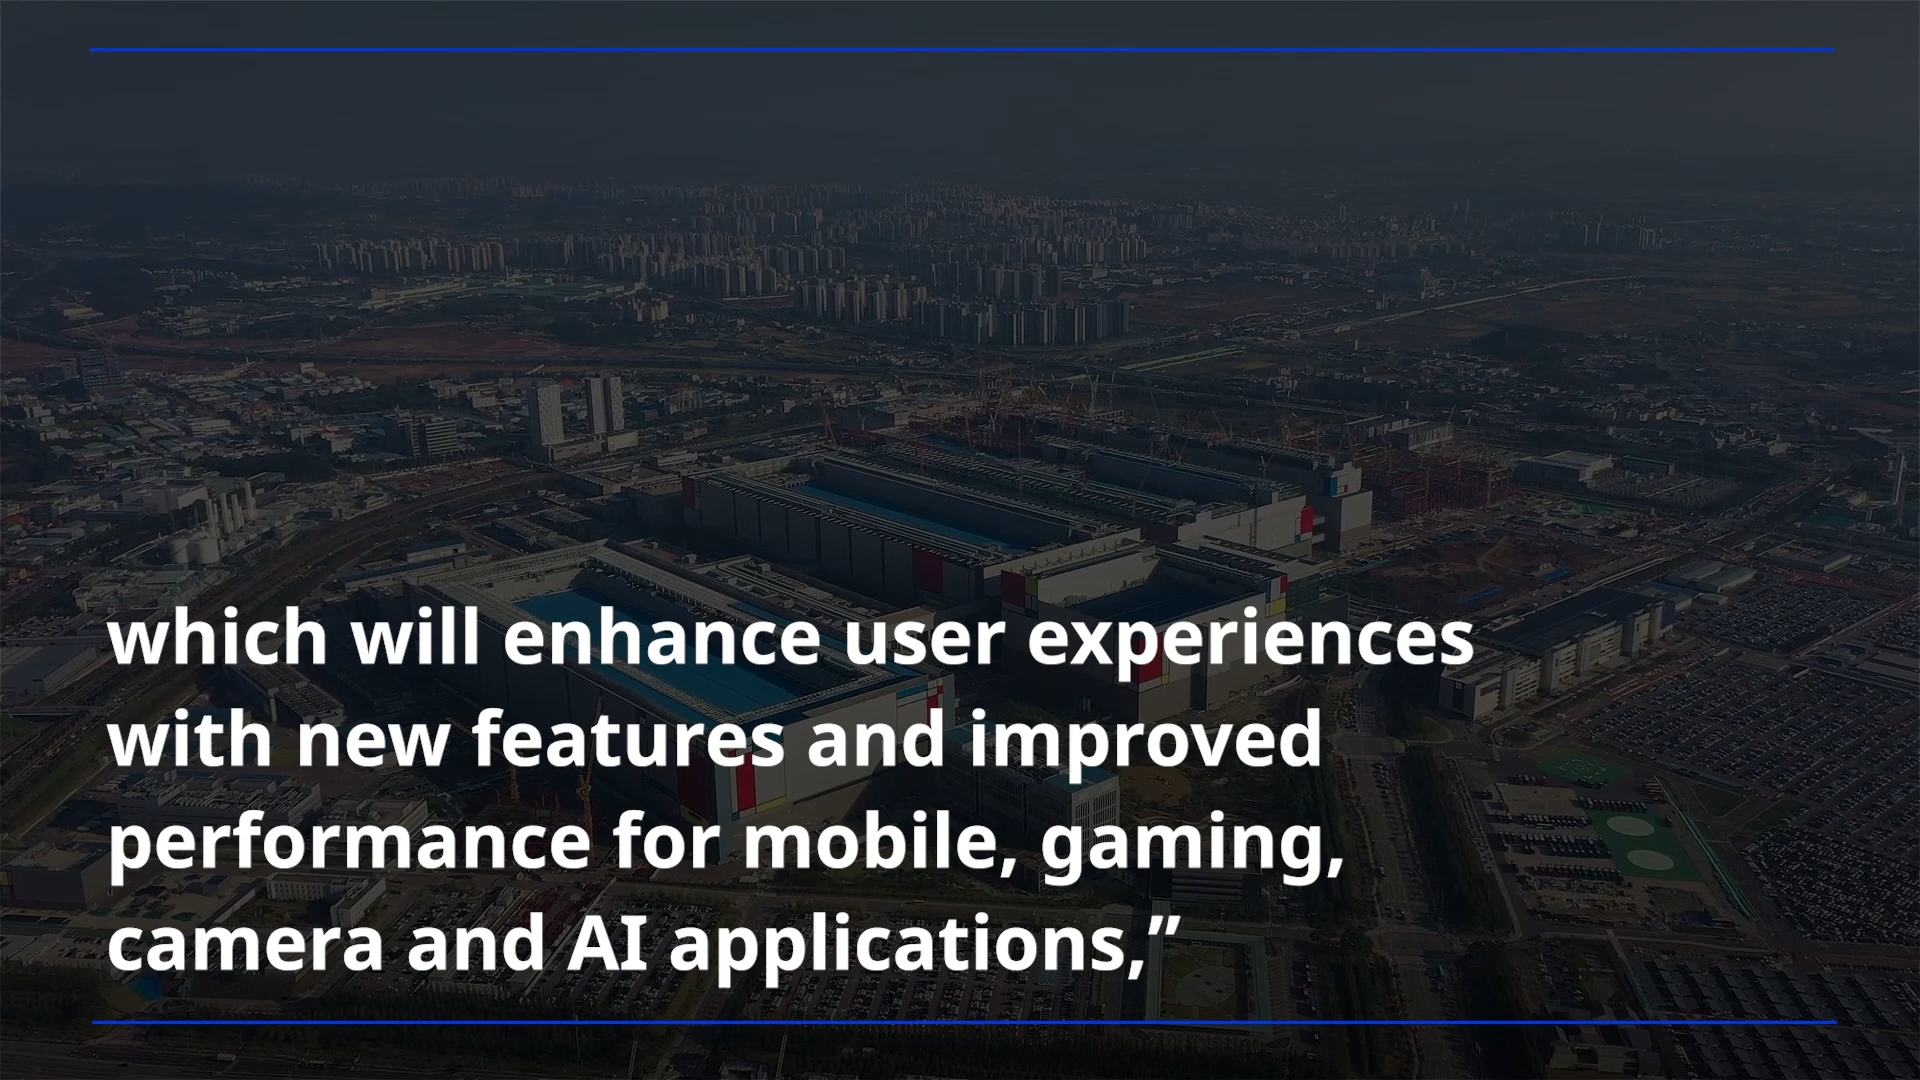 which will enhance user experiences
with new features and improved
performance for mobile, gaming,
camera and AI applications,”